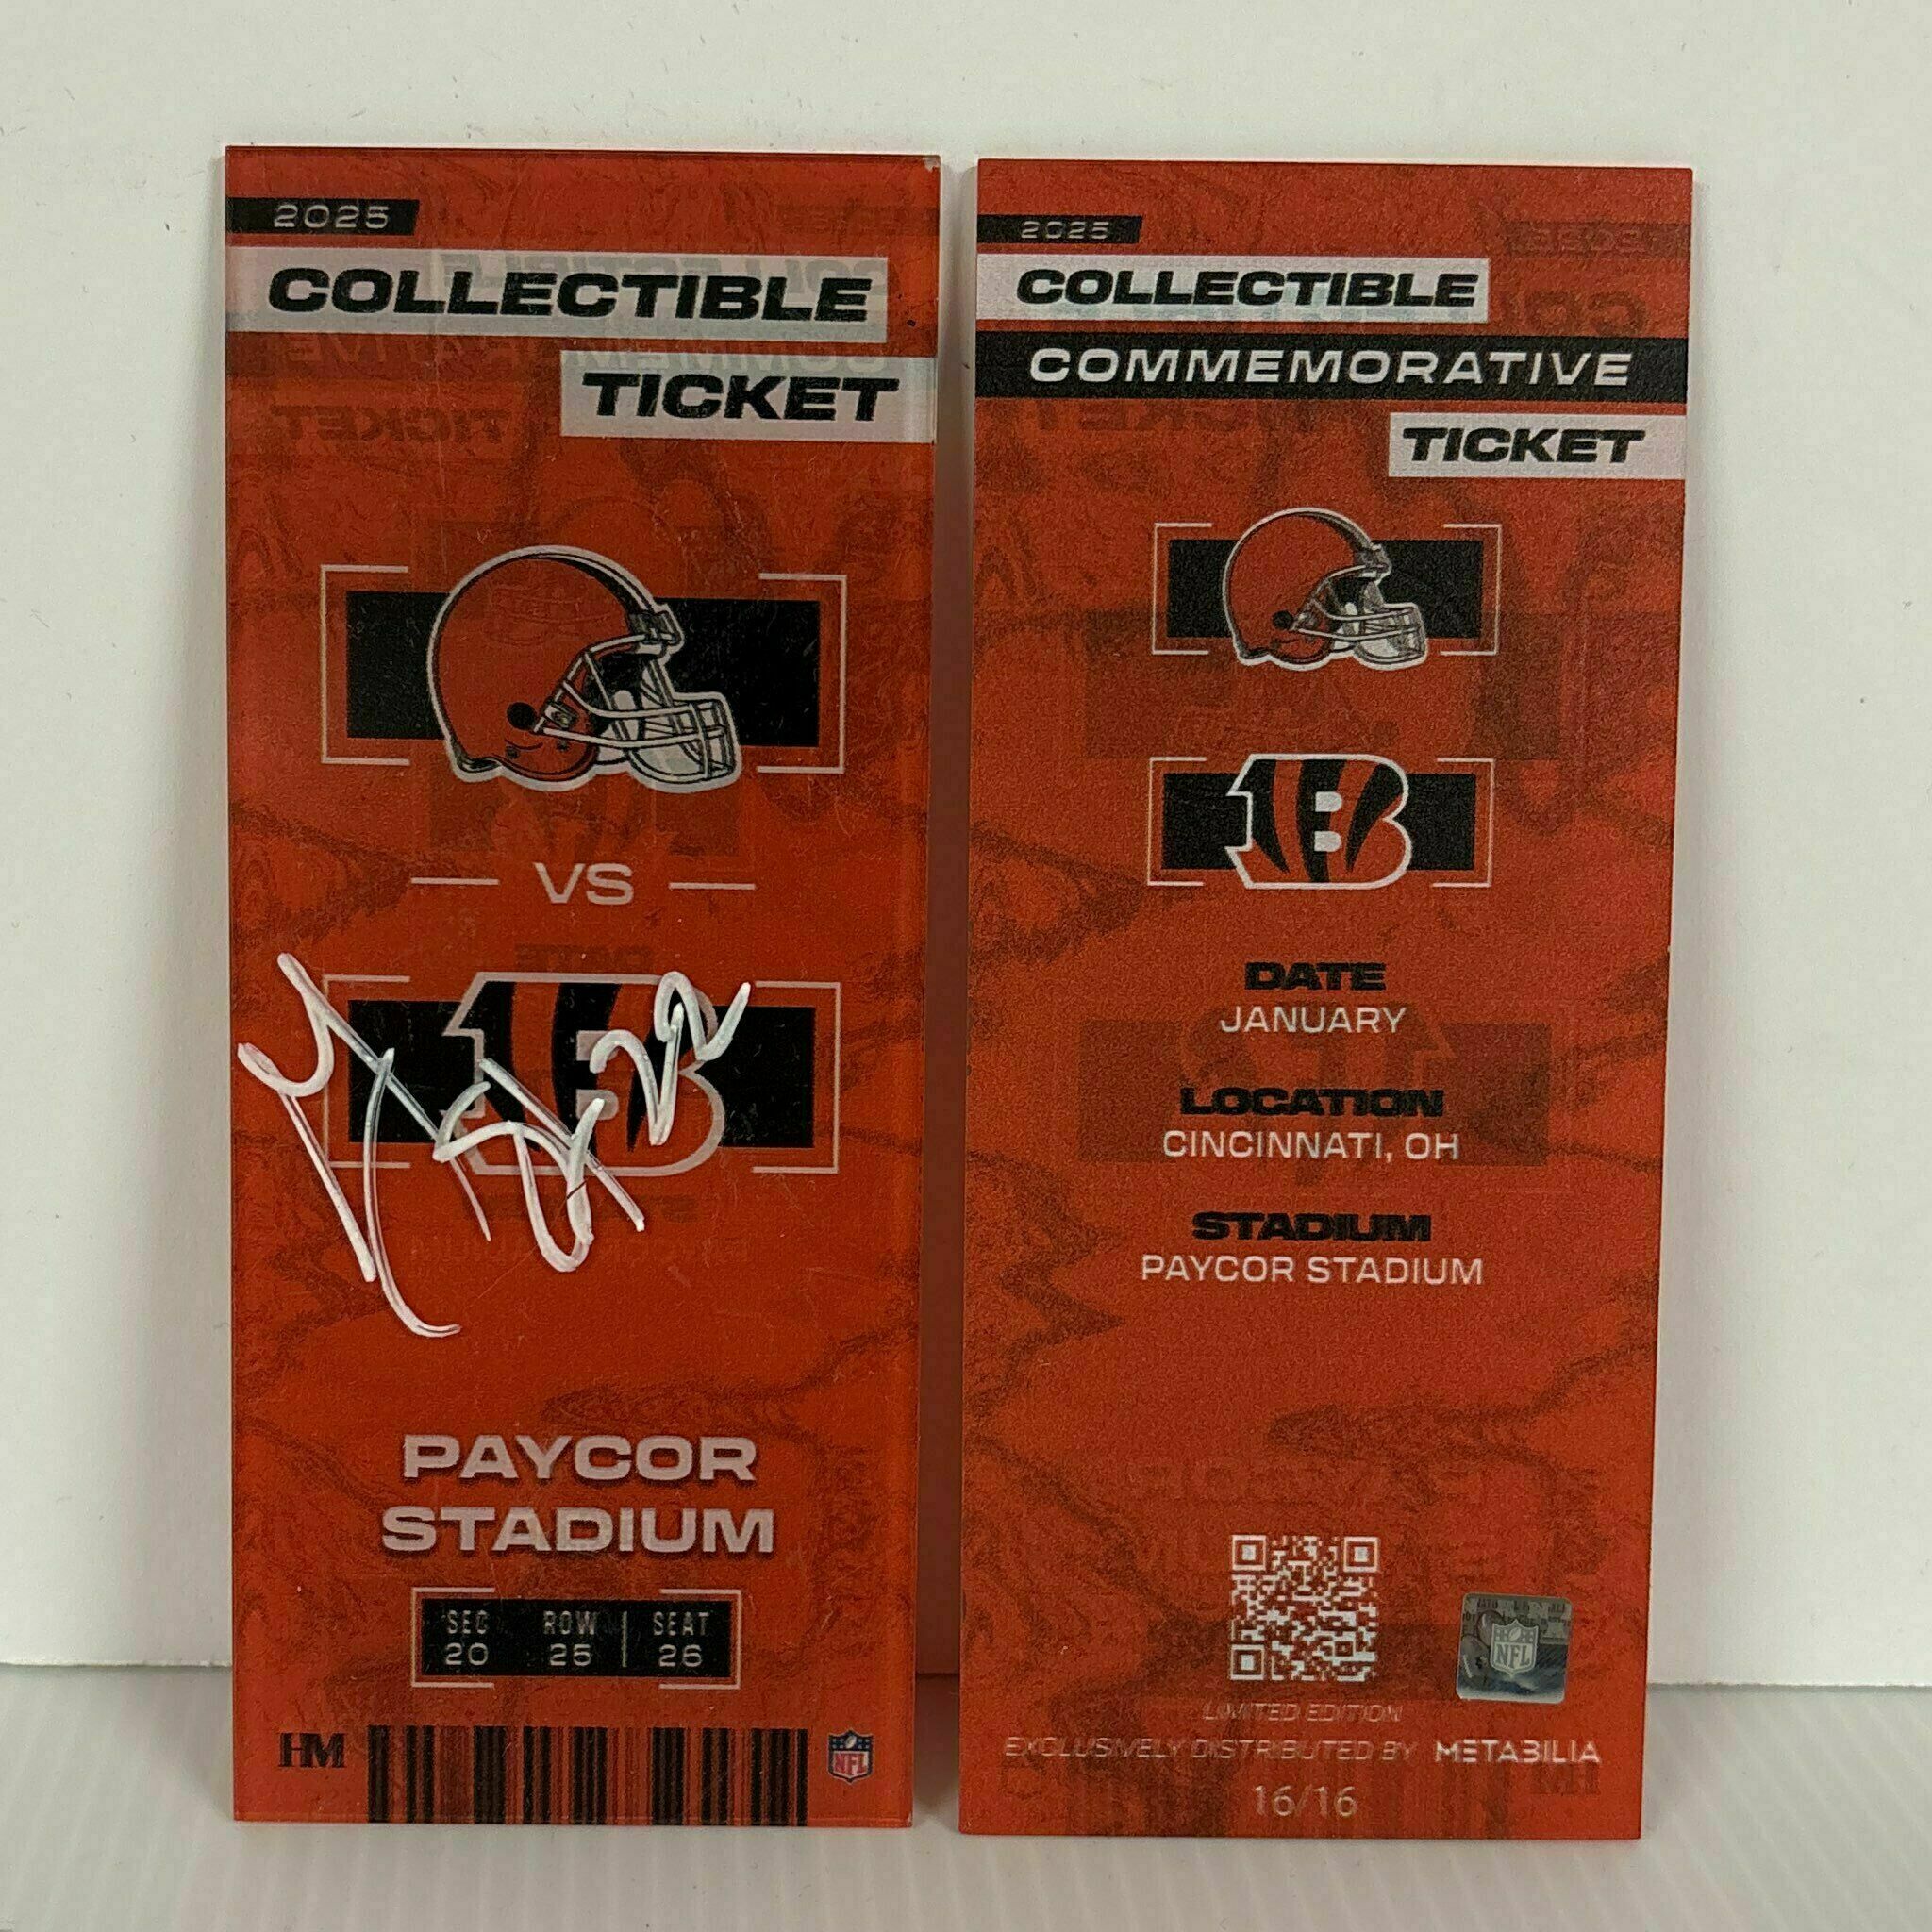 2025
COLLECTIBLE
TICKET
VS
PAYCOR
STADIUM
SEC ROW SEAT
20 25 26
HM
NFL
2025
COLLECTIBLE
COMMEMORATIVE
TICKET
B
DATE
JANUARY
LOCATION
CINCINNATI, OH
STADIUM
PAYCOR STADIUM
NFL
LIMITED EDITION
EXCLUSIVELY DISTRIBUTED BY METABILIA
16/16